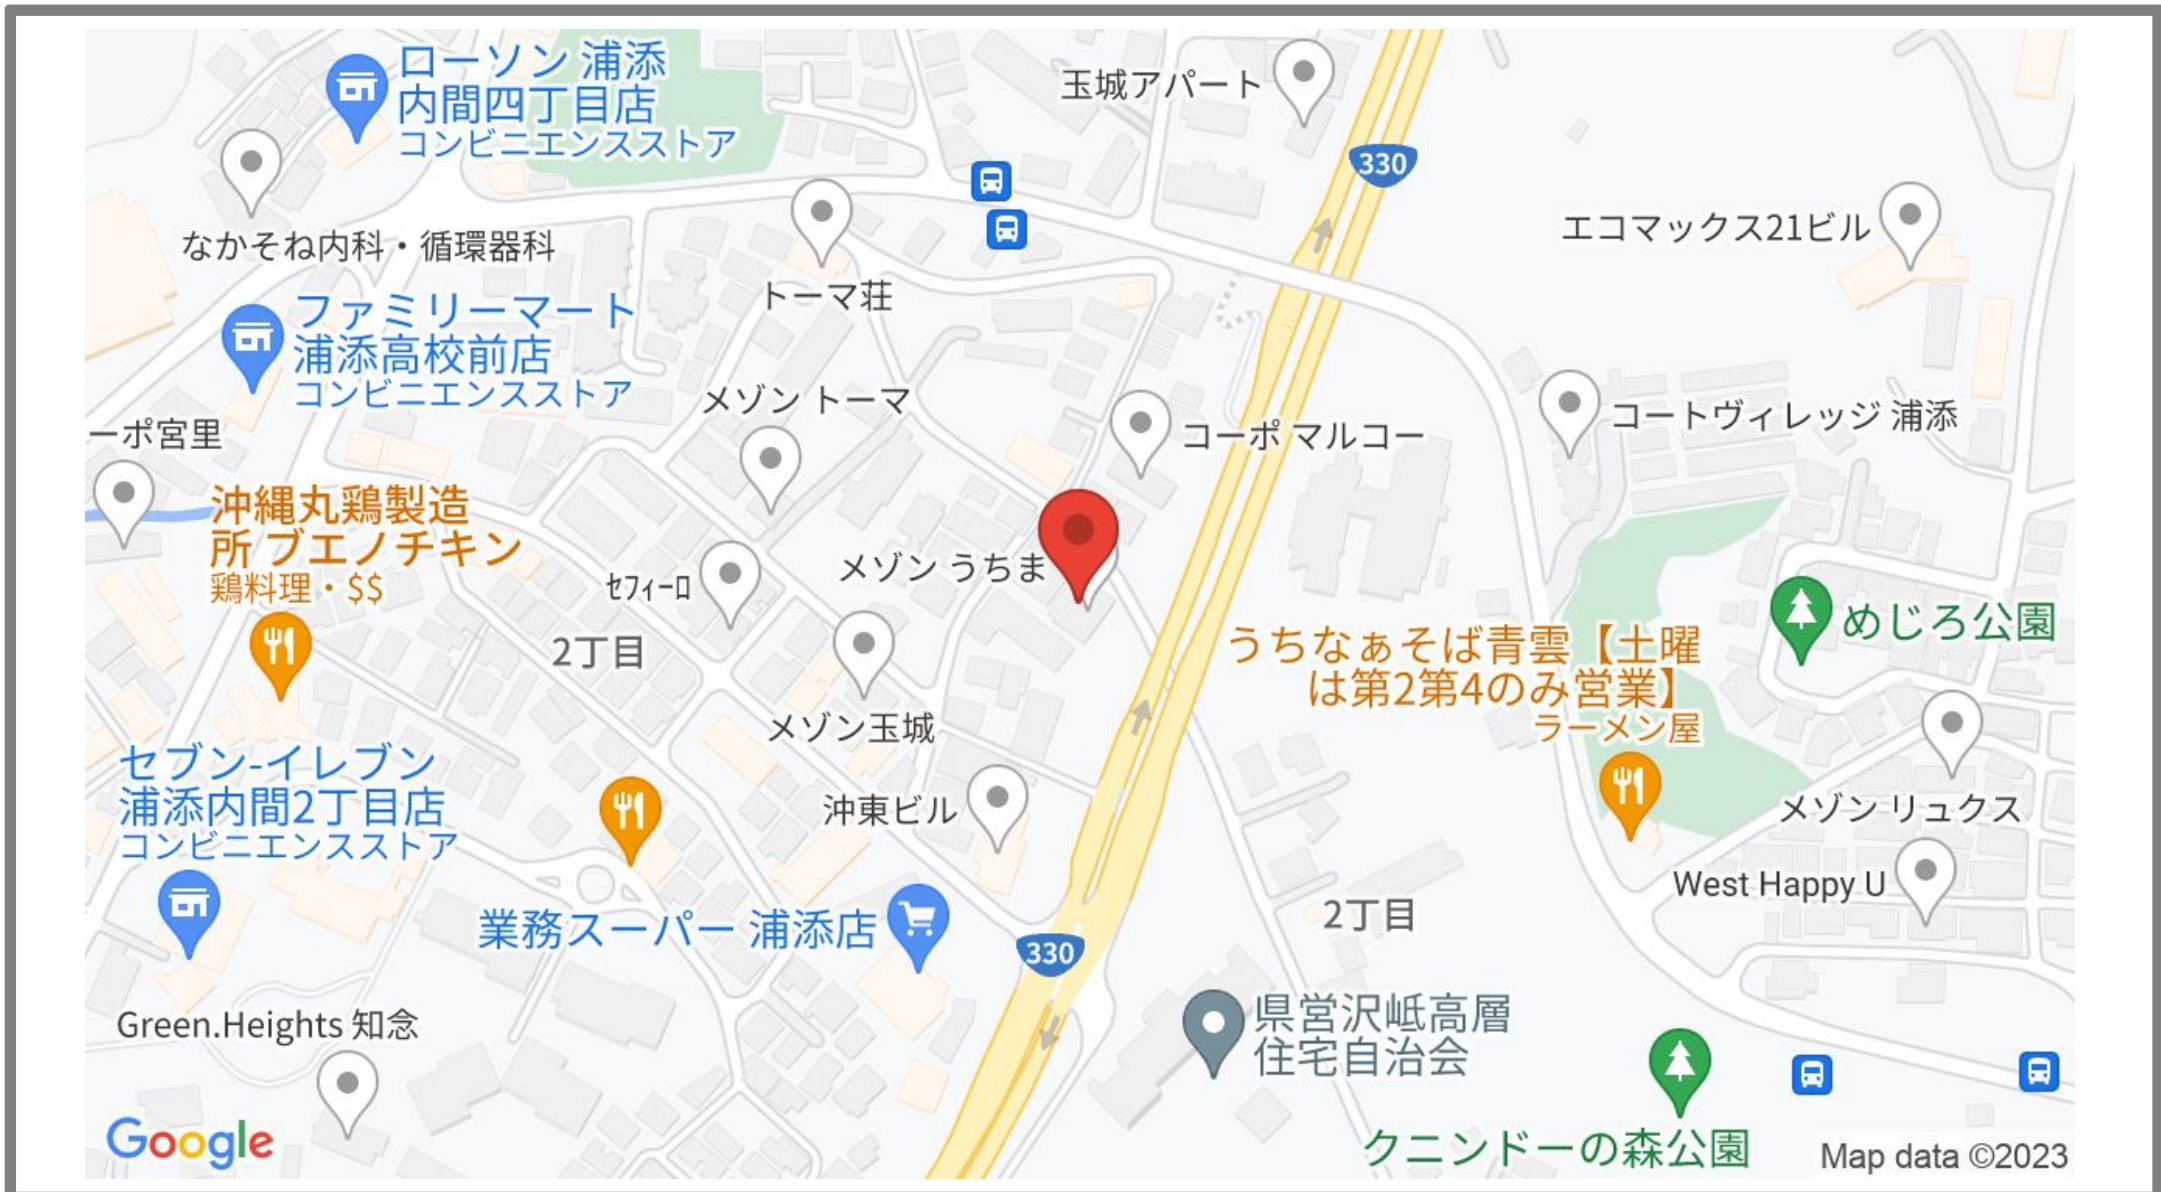 ローソン 浦添
内間四丁目店
コンビニエンスストア
玉城アパート
330
なかそね内科・循環器科
トーマ荘
エコマックス21ビル
ファミリーマート
浦添高校前店
コンビニエンスストア
メゾン トーマ
コーポ マルコー
コートヴィレッジ 浦添
ーポ宮里
沖縄丸鶏製造
所 ブエノチキン
鶏料理・$$
セフィーロ
メゾン うちま
2丁目
めじろ公園
うちなぁそば青雲【土曜
は第2第4のみ営業】
ラーメン屋
メゾン玉城
セブン-イレブン
浦添内間2丁目店
コンビニエンスストア
沖東ビル
メゾン リュクス
West Happy U
業務スーパー 浦添店
330
2丁目
Green.Heights 知念
県営沢岻高層
住宅自治会
クニンドーの森公園
Google
Map data ©2023